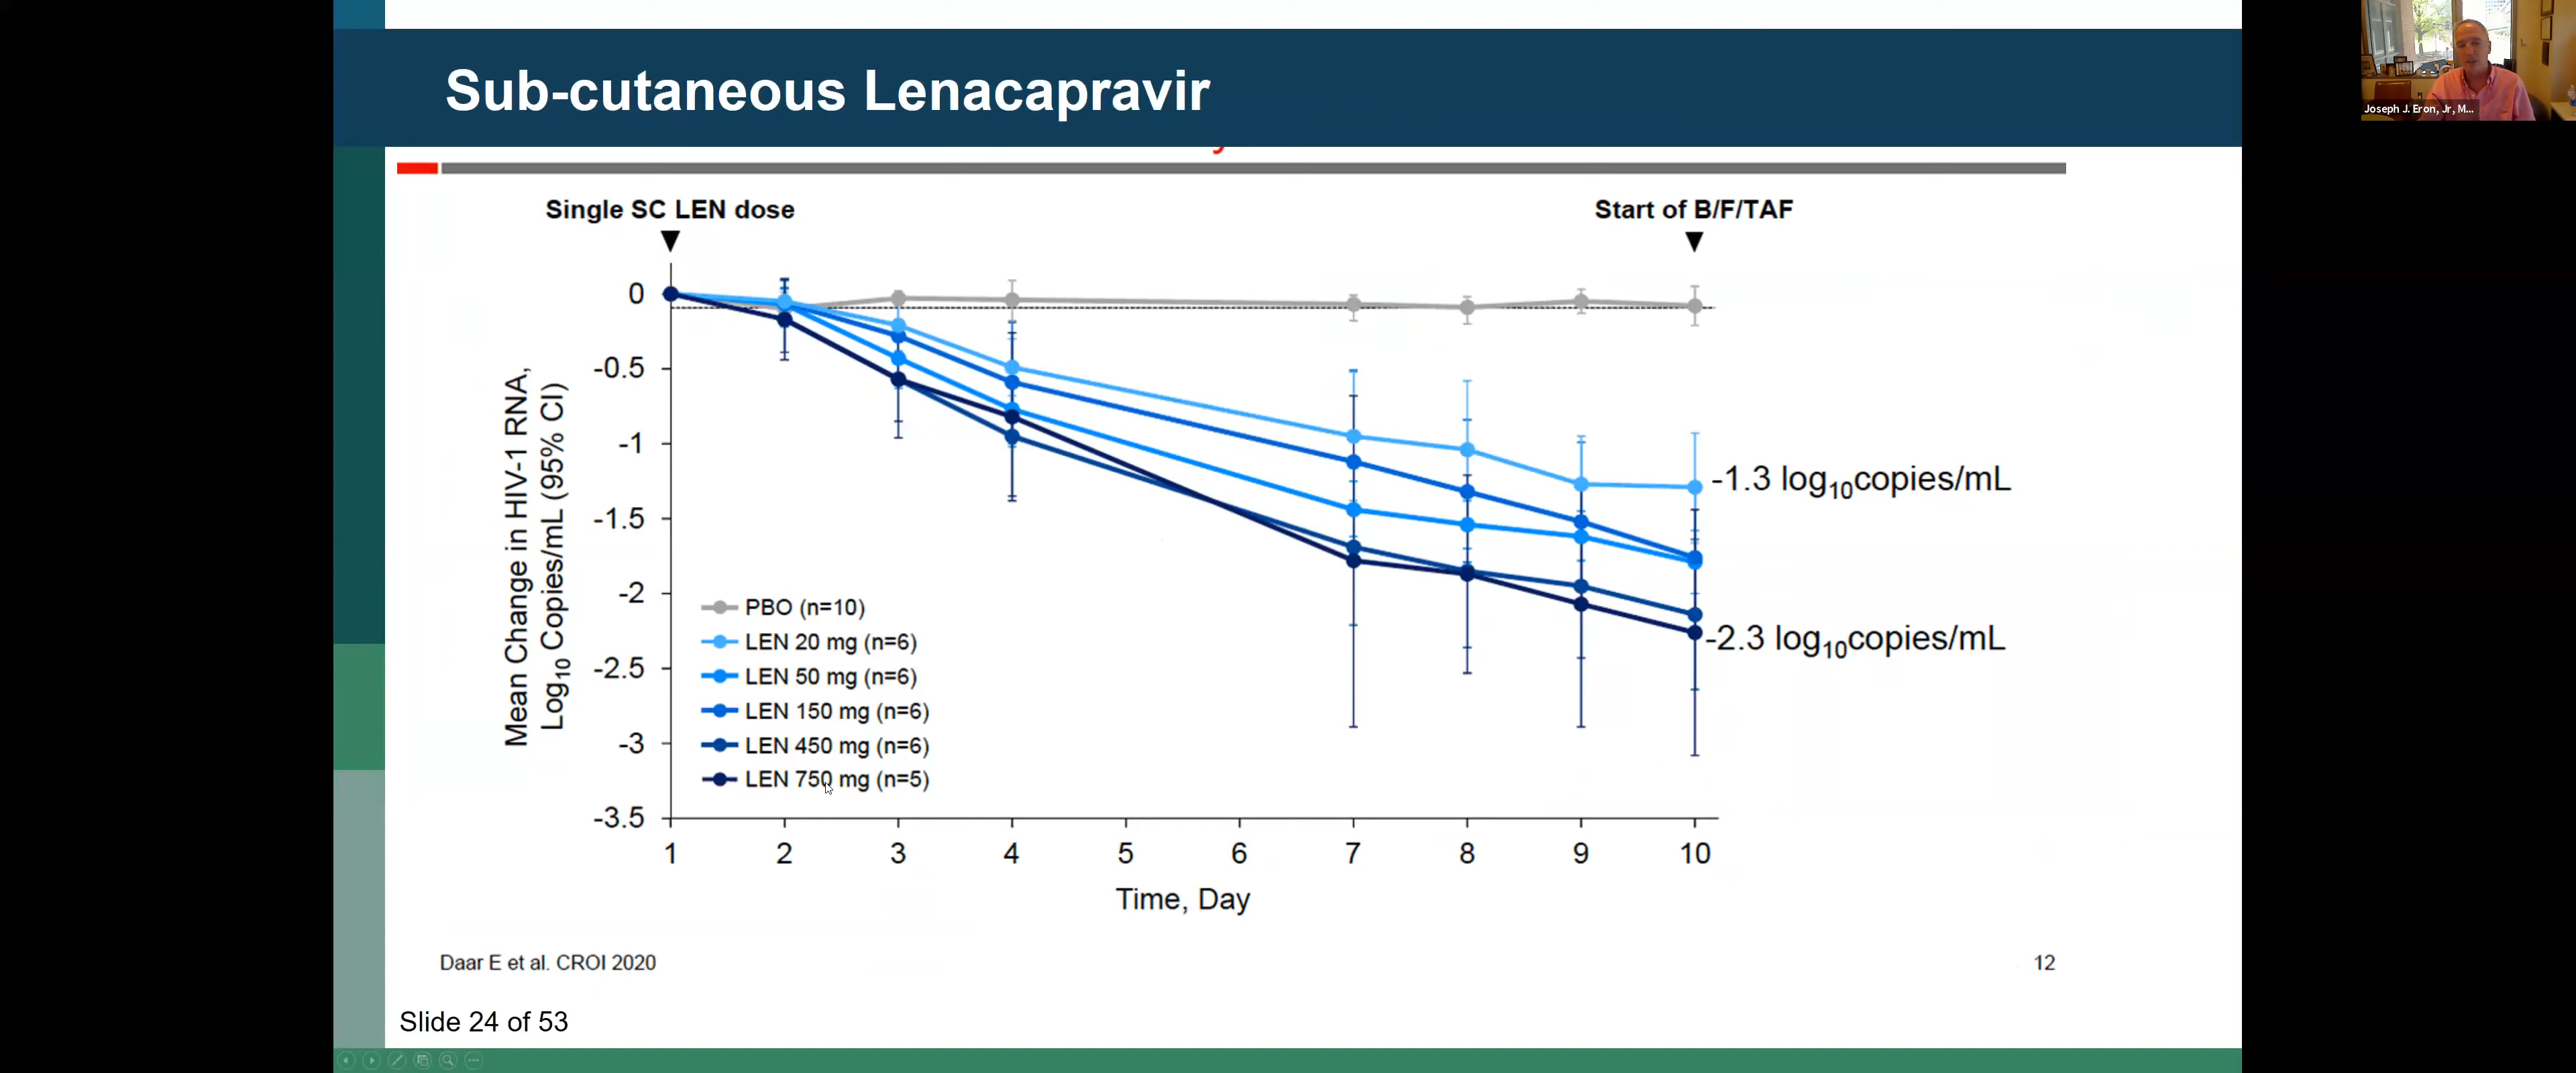 Sub-cutaneous Lenacapravir
Joseph J. Eron, Jr, M...
Single SC LEN dose
Start of B/F/TAF
Mean Change in HIV-1 RNA,
Log10 Copies/mL (95% CI)
0
-0.5
-1
-1.5
-2
-2.5
-3
-3.5
-1.3 log10copies/mL
-2.3 log10copies/mL
PBO (n=10)
LEN 20 mg (n=6)
LEN 50 mg (n=6)
LEN 150 mg (n=6)
LEN 450 mg (n=6)
LEN 750 mg (n=5)
1 2 3 4 5 6 7 8 9 10
Time, Day
Daar E et al. CROI 2020
12
Slide 24 of 53